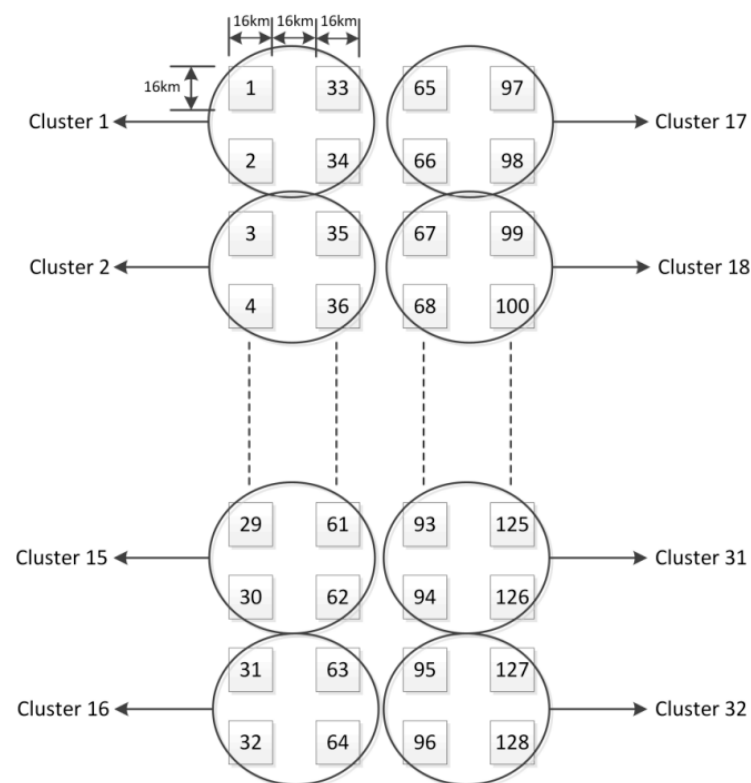 16km 16km 16km
16km
1 33 65 97
Cluster 1 Cluster 17
2 34 66 98
3 35 67 99
Cluster 2 Cluster 18
4 36 68 100
29 61 93 125
Cluster 15 Cluster 31
30 62 94 126
31 63 95 127
Cluster 16 Cluster 32
32 64 96 128